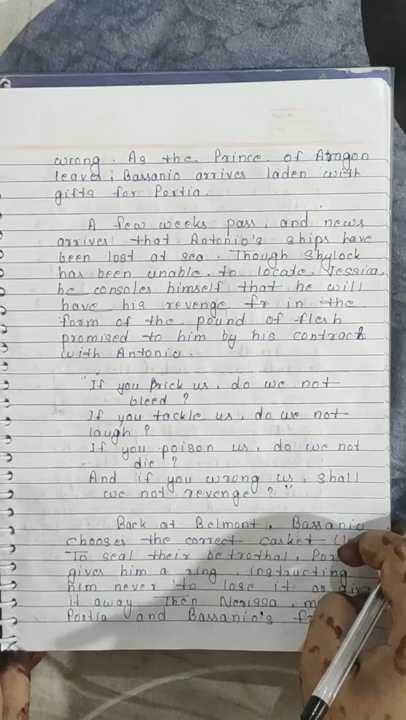 wrong. As the Prince of Aragon
leaves; Bassanio arrives laden with
gifts for Portia.
A few weeks pass, and news
arrives that Antonio's ships have
been lost at sea. Though Shylock
has been unable to locate Jessica,
he consoles himself that he will
have his revenge fr in the
form of the pound of flesh
promised to him by his contract
with Antonio.
"If you prick us, do we not
bleed?
If you tackle us, do we not
laugh?
If you poison us, do we not
die?
And if you wrong us, shall
we not revenge?"
Back at Belmont, Bassanio
chooses the correct casket
To seal their betrothal,
gives him a ring, instructing
him never to lose it or
it away. Then Nerissa,
Portia and Bassanio's